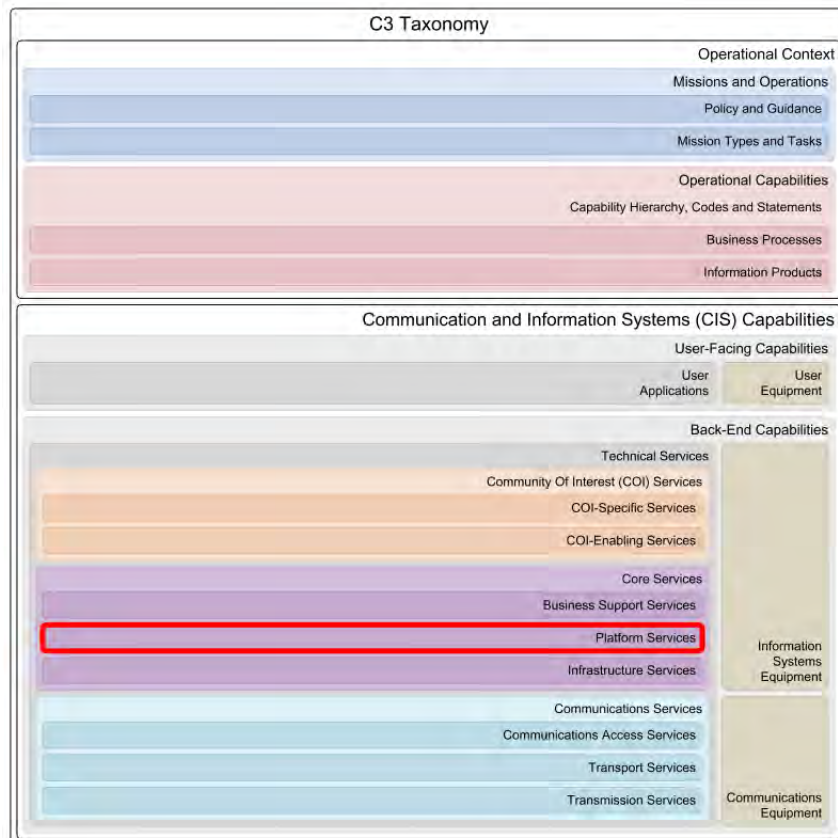 C3 Taxonomy
Operational Context
Missions and Operations
Policy and Guidance
Mission Types and Tasks
Operational Capabilities
Capability Hierarchy, Codes and Statements
Business Processes
Information Products
Communication and Information Systems (CIS) Capabilities
User-Facing Capabilities
User
Applications
User
Equipment
Back-End Capabilities
Technical Services
Community Of Interest (COI) Services
COI-Specific Services
COI-Enabling Services
Core Services
Business Support Services
Platform Services
Infrastructure Services
Information
Systems
Equipment
Communications Services
Communications Access Services
Transport Services
Transmission Services
Communications
Equipment